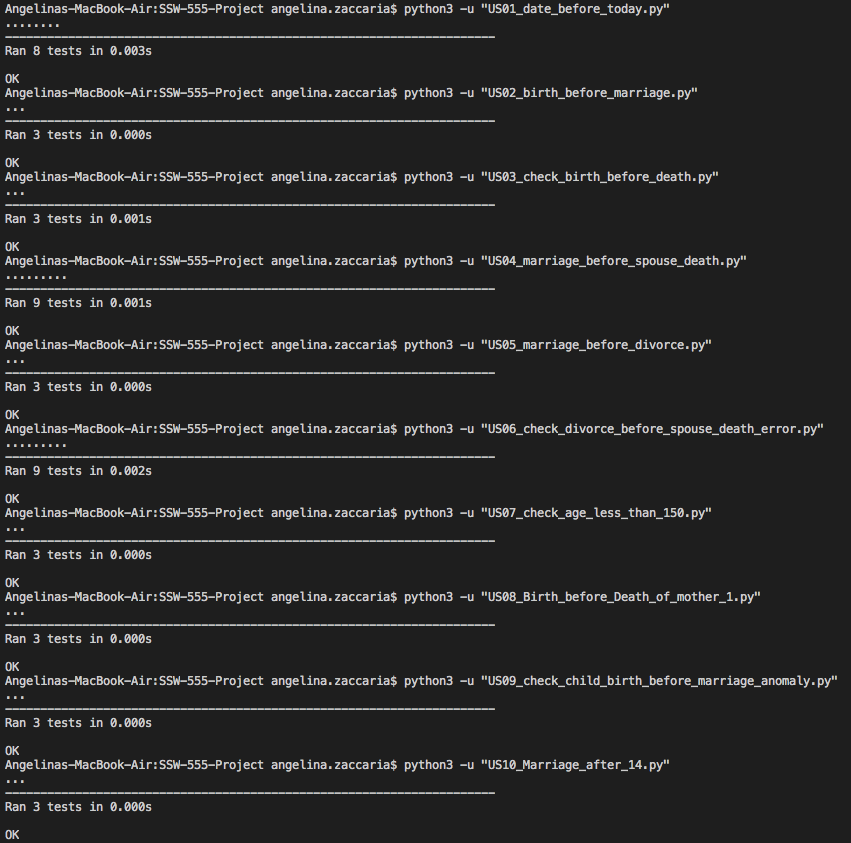 Angelinas-MacBook-Air:SSW-555-Project angelina.zaccaria$ python3 -u "US01_date_before_today.py"
........
----------------------------------------------------------------------
Ran 8 tests in 0.003s

OK
Angelinas-MacBook-Air:SSW-555-Project angelina.zaccaria$ python3 -u "US02_birth_before_marriage.py"
...
----------------------------------------------------------------------
Ran 3 tests in 0.000s

OK
Angelinas-MacBook-Air:SSW-555-Project angelina.zaccaria$ python3 -u "US03_check_birth_before_death.py"
...
----------------------------------------------------------------------
Ran 3 tests in 0.001s

OK
Angelinas-MacBook-Air:SSW-555-Project angelina.zaccaria$ python3 -u "US04_marriage_before_spouse_death.py"
.........
----------------------------------------------------------------------
Ran 9 tests in 0.001s

OK
Angelinas-MacBook-Air:SSW-555-Project angelina.zaccaria$ python3 -u "US05_marriage_before_divorce.py"
...
----------------------------------------------------------------------
Ran 3 tests in 0.000s

OK
Angelinas-MacBook-Air:SSW-555-Project angelina.zaccaria$ python3 -u "US06_check_divorce_before_spouse_death_error.py"
.........
----------------------------------------------------------------------
Ran 9 tests in 0.002s

OK
Angelinas-MacBook-Air:SSW-555-Project angelina.zaccaria$ python3 -u "US07_check_age_less_than_150.py"
...
----------------------------------------------------------------------
Ran 3 tests in 0.000s

OK
Angelinas-MacBook-Air:SSW-555-Project angelina.zaccaria$ python3 -u "US08_Birth_before_Death_of_mother_1.py"
...
----------------------------------------------------------------------
Ran 3 tests in 0.000s

OK
Angelinas-MacBook-Air:SSW-555-Project angelina.zaccaria$ python3 -u "US09_check_child_birth_before_marriage_anomaly.py"
...
----------------------------------------------------------------------
Ran 3 tests in 0.000s

OK
Angelinas-MacBook-Air:SSW-555-Project angelina.zaccaria$ python3 -u "US10_Marriage_after_14.py"
...
----------------------------------------------------------------------
Ran 3 tests in 0.000s

OK